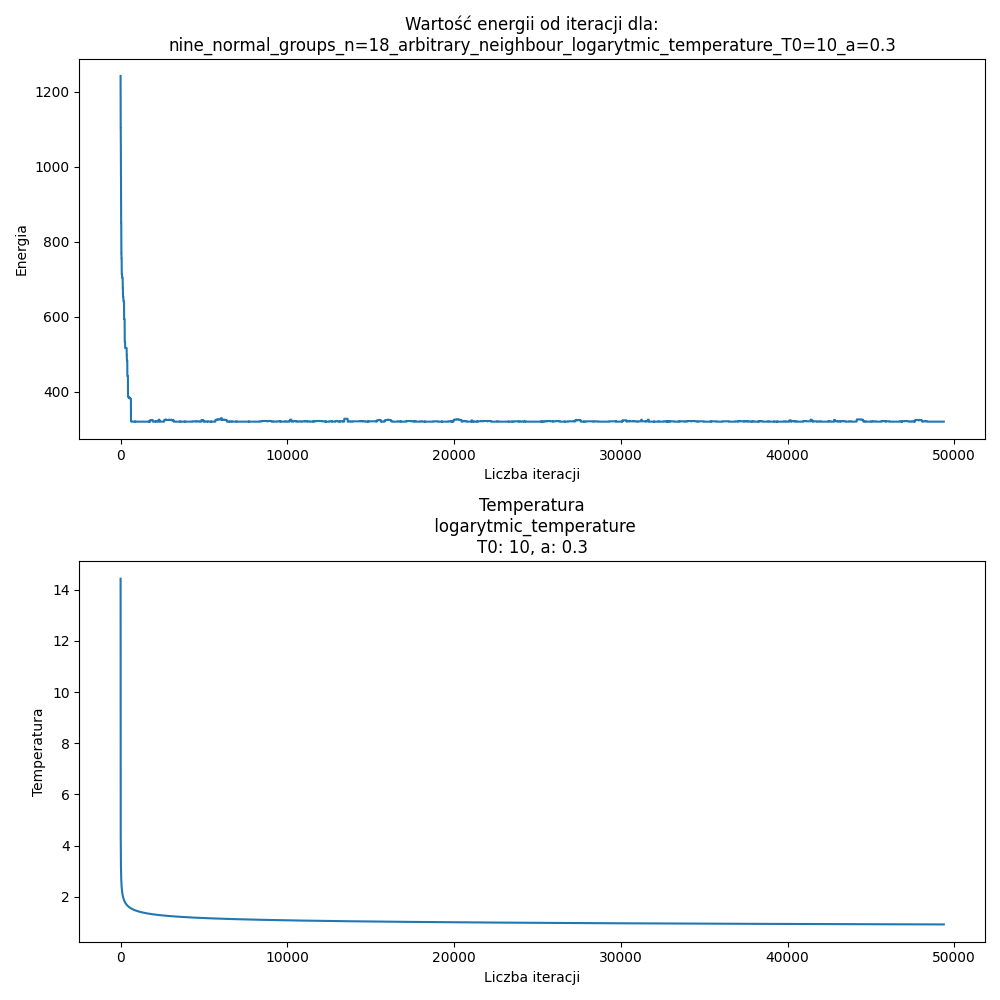 Wartość energii od iteracji dla:
nine_normal_groups_n=18_arbitrary_neighbour_logarytmic_temperature_T0=10_a=0.3
1200
1000
800
600
400
Energia
0 10000 20000 30000 40000 50000
Liczba iteracji
Temperatura
logarytmic_temperature
T0: 10, a: 0.3
14
12
10
8
6
4
2
Temperatura
0 10000 20000 30000 40000 50000
Liczba iteracji